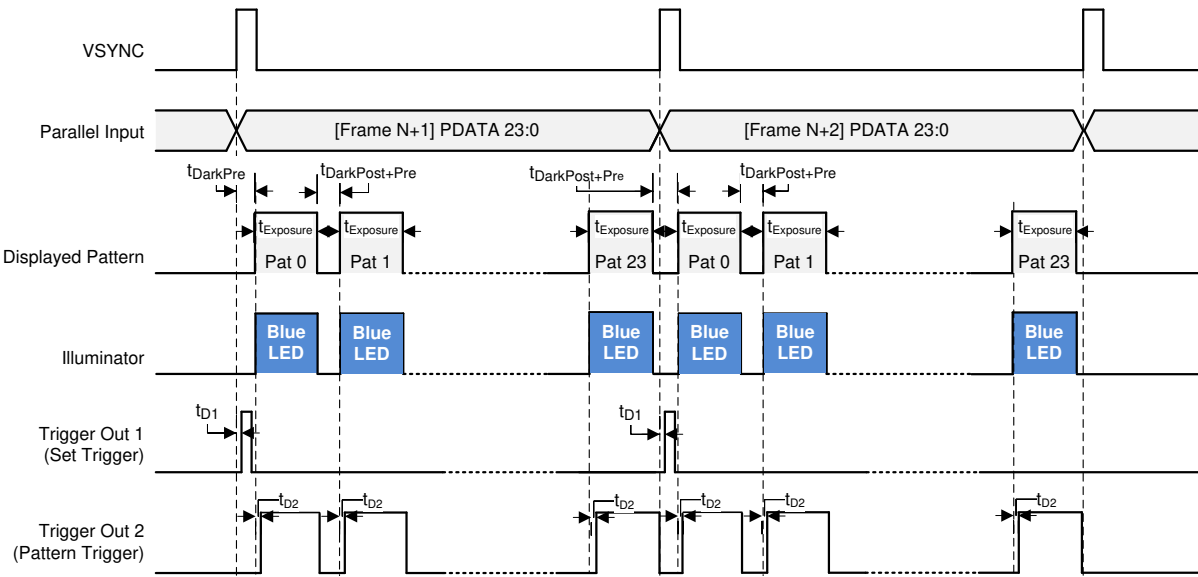 VSYNC
Parallel Input
[Frame N+1] PDATA 23:0
[Frame N+2] PDATA 23:0
tDarkPre
tDarkPost+Pre
tDarkPost+Pre
tDarkPost+Pre
Displayed Pattern
tExposure
Pat 0
tExposure
Pat 1
tExposure
Pat 23
tExposure
Pat 0
tExposure
Pat 1
tExposure
Pat 23
Illuminator
Blue
LED
Blue
LED
Blue
LED
Blue
LED
Blue
LED
Blue
LED
Trigger Out 1
(Set Trigger)
tD1
tD1
Trigger Out 2
(Pattern Trigger)
tD2
tD2
tD2
tD2
tD2
tD2